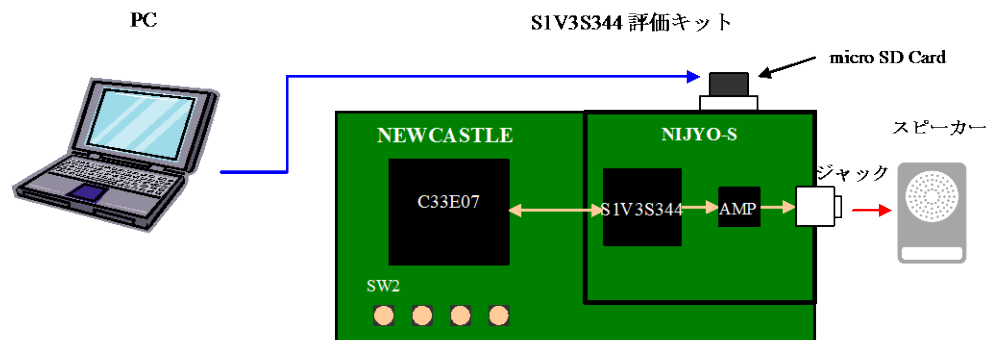 PC
S1V3S344 評価キット
micro SD Card
NEWCASTLE
NIJYO-S
スピーカー
ジャック
C33E07
S1V3S344
AMP
SW2